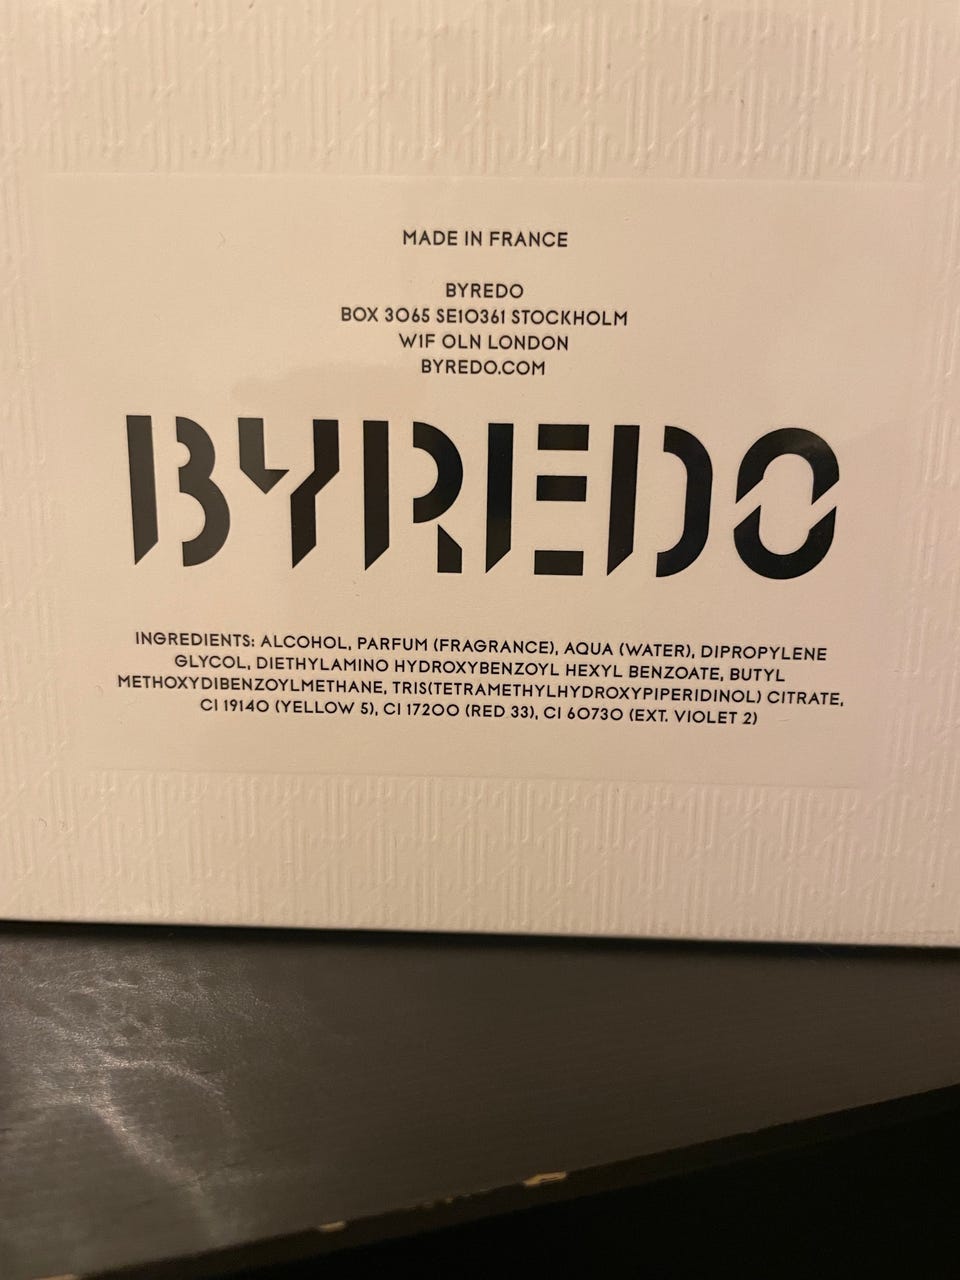 MADE IN FRANCE
BYREDO
BOX 3065 SE10361 STOCKHOLM
W1F OLN LONDON
BYREDO.COM
BYREDO
INGREDIENTS: ALCOHOL, PARFUM (FRAGRANCE), AQUA (WATER), DIPROPYLENE
GLYCOL, DIETHYLAMINO HYDROXYBENZOYL HEXYL BENZOATE, BUTYL
METHOXYDIBENZOYLMETHANE, TRIS(TETRAMETHYLHYDROXYPIPERIDINOL) CITRATE,
CI 19140 (YELLOW 5), CI 17200 (RED 33), CI 60730 (EXT. VIOLET 2)